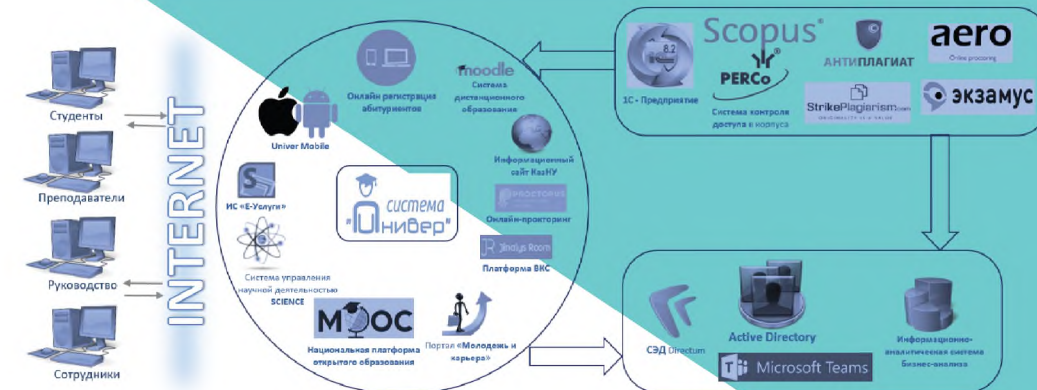 Студенты
Преподаватели
Руководство
Сотрудники
INTERNET
Онлайн регистрация
абитуриентов
moodle
Система
дистанционного
образования
Univer Mobile
Информационный
сайт КазНУ
S
ИС «Е-Услуги»
система
"Универ"
PROCTOPUS
Онлайн-прокторинг
Room
Платформа ВКС
Система управления
научной деятельностью
SCIENCE
MOOC
Национальная платформа
открытого образования
Портал «Молодежь и
карьера»
8.2
1С - Предприятие
Scopus®
PERCo®
Система контроля
доступа в корпуса
АНТИПЛАГИАТ
StrikePlagiarism.com
aero
Online proctoring
экзамус
СЭД Directum
Active Directory
Microsoft Teams
Информационно-
аналитическая система
бизнес-анализа